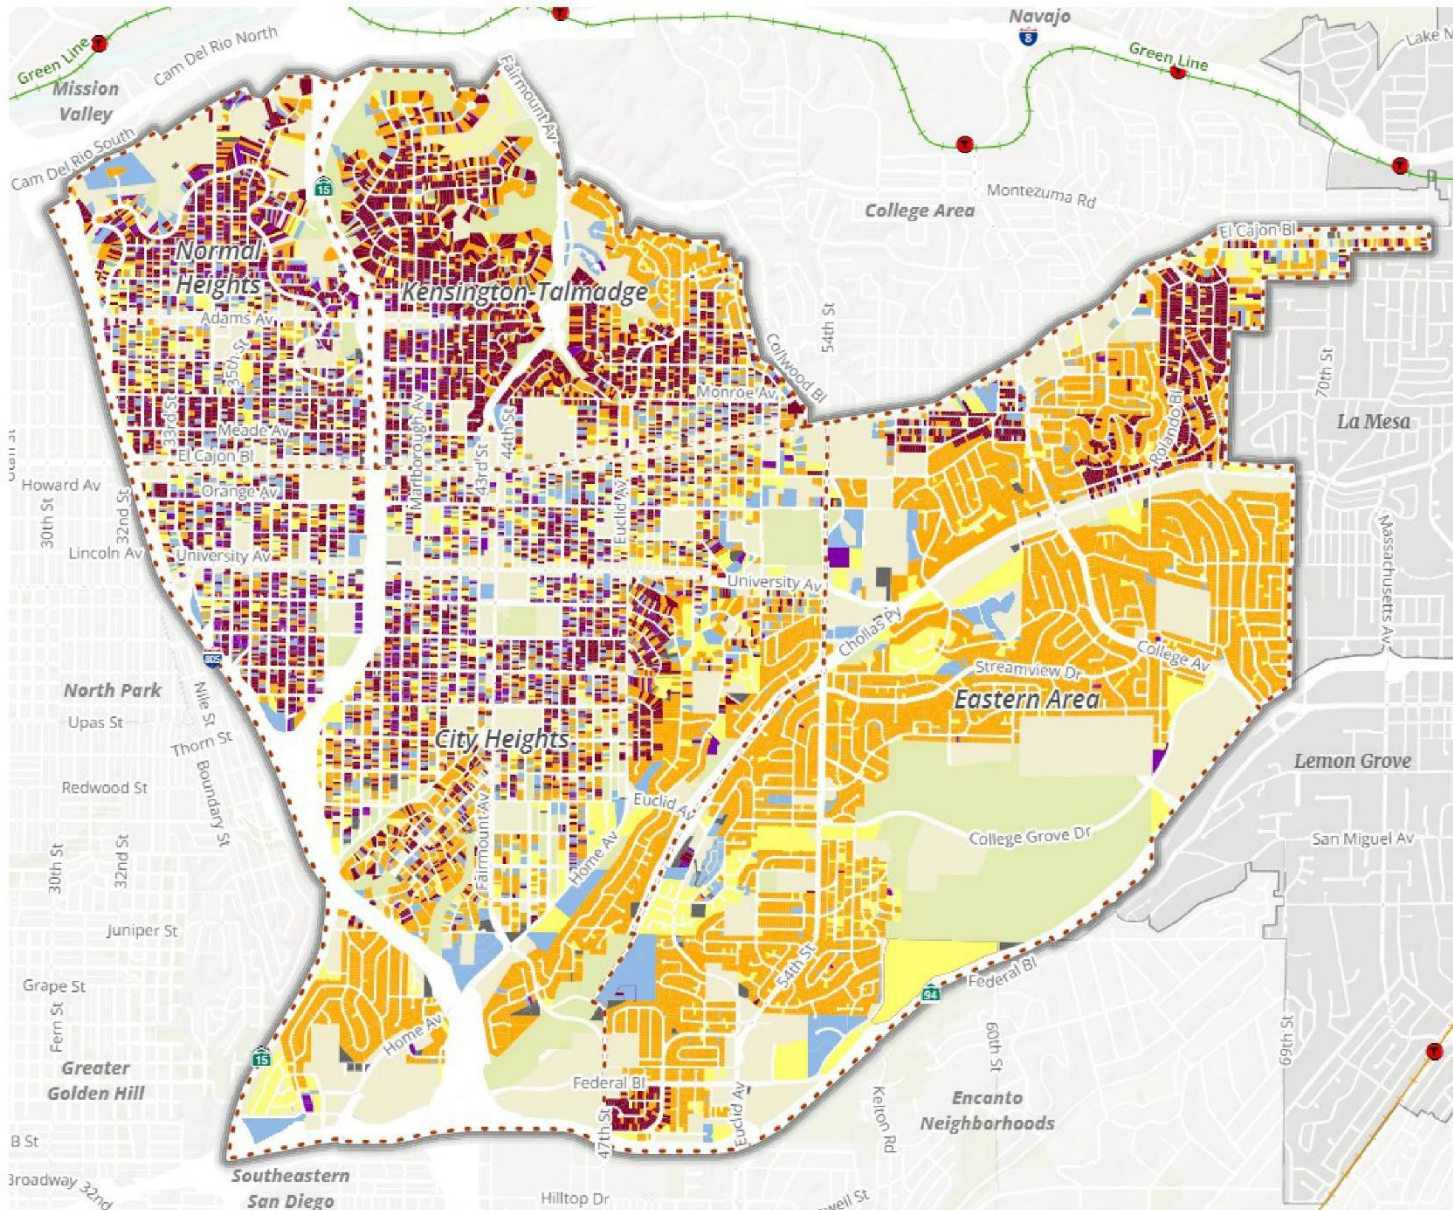 Navajo
8
Green Line
Cam Del Rio North
Green Line
Mission
Valley
Fairmount Av
Cam Del Rio South
15
Montezuma Rd
College Area
El Cajon Bl
Normal
Heights
Kensington-Talmadge
Adams Av
54th St
35th St
Collwood Bl
70th St
Monroe Av
33rd St
Marlborough Av
44th St
43rd St
Rolando Bl
La Mesa
Meade Av
El Cajon Bl
Howard Av
Orange Av
30th St
32nd St
Euclid Av
Massachusetts Av
Lincoln Av
University Av
University Av
Chollas Py
805
College Av
Streamview Dr
North Park
Nile St
Eastern Area
Upas St
Thorn St
City Heights
Boundary St
Lemon Grove
Redwood St
Euclid Av
Fairmount Av
Home Av
College Grove Dr
San Miguel Av
30th St
32nd St
Juniper St
54th St
Federal Bl
94
Grape St
Fern St
Home Av
60th St
69th St
15
Greater
Golden Hill
Federal Bl
47th St
Euclid Av
Kelton Rd
Encanto
Neighborhoods
B St
Broadway
32nd
Southeastern
San Diego
Hilltop Dr